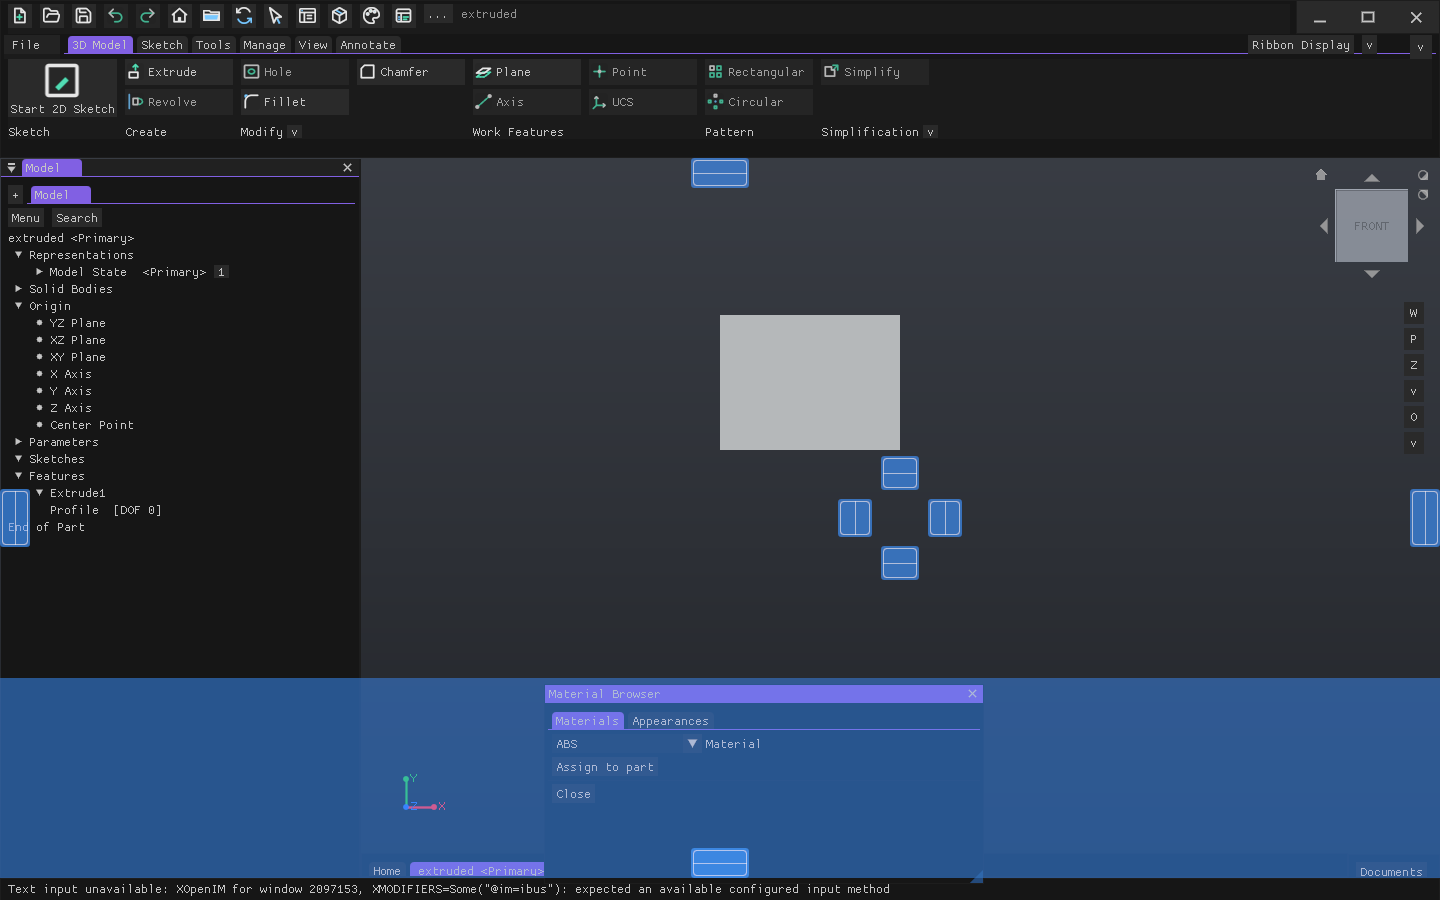 ... extruded
File 3D Model Sketch Tools Manage View Annotate Ribbon Display v v
Start 2D Sketch
Extrude Hole Chamfer Plane Point Rectangular Simplify
Revolve Fillet Axis UCS Circular
Sketch Create Modify v Work Features Pattern Simplification v
Model
+ Model
Menu Search
extruded <Primary>
Representations
Model State <Primary> 1
Solid Bodies
Origin
YZ Plane
XZ Plane
XY Plane
X Axis
Y Axis
Z Axis
Center Point
Parameters
Sketches
Features
Extrude1
Profile [DOF 0]
End of Part
FRONT
W
P
Z
v
O
v
Material Browser
Materials Appearances
ABS Material
Assign to part
Close
Y
Z X
Home extruded <Primary> Documents
Text input unavailable: XOpenIM for window 2097153, XMODIFIERS=Some("@im=ibus"): expected an available configured input method